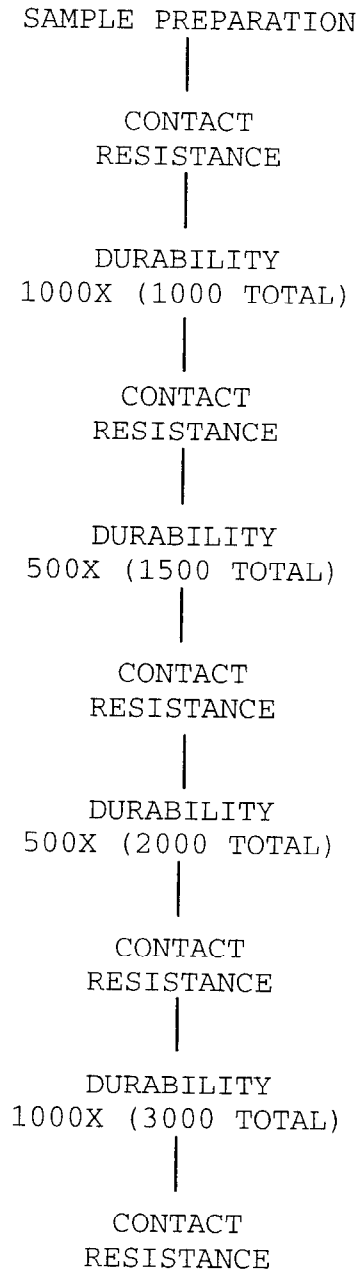 SAMPLE PREPARATION
CONTACT
RESISTANCE
DURABILITY
1000X (1000 TOTAL)
CONTACT
RESISTANCE
DURABILITY
500X (1500 TOTAL)
CONTACT
RESISTANCE
DURABILITY
500X (2000 TOTAL)
CONTACT
RESISTANCE
DURABILITY
1000X (3000 TOTAL)
CONTACT
RESISTANCE